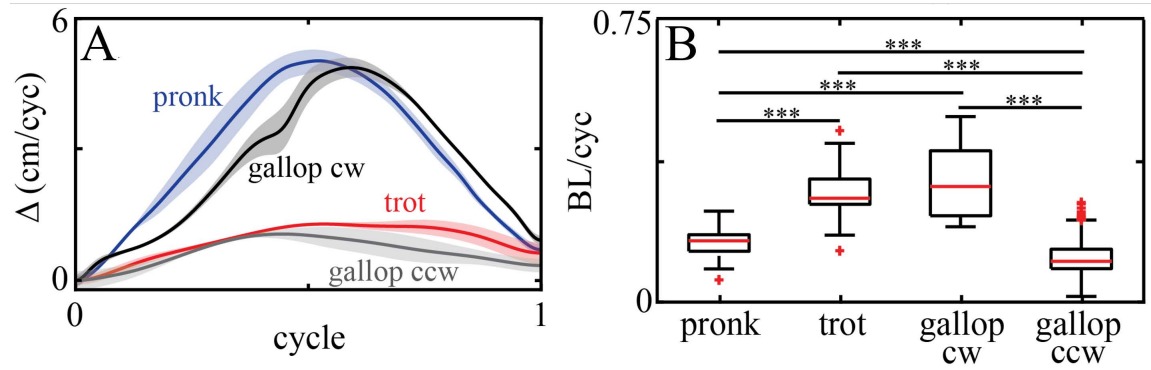 6
A
Δ (cm/cyc)
pronk
gallop cw
trot
gallop ccw
0
0
1
cycle
0.75
B
BL/cyc
***
***
***
***
***
0
pronk
trot
gallop
cw
gallop
ccw